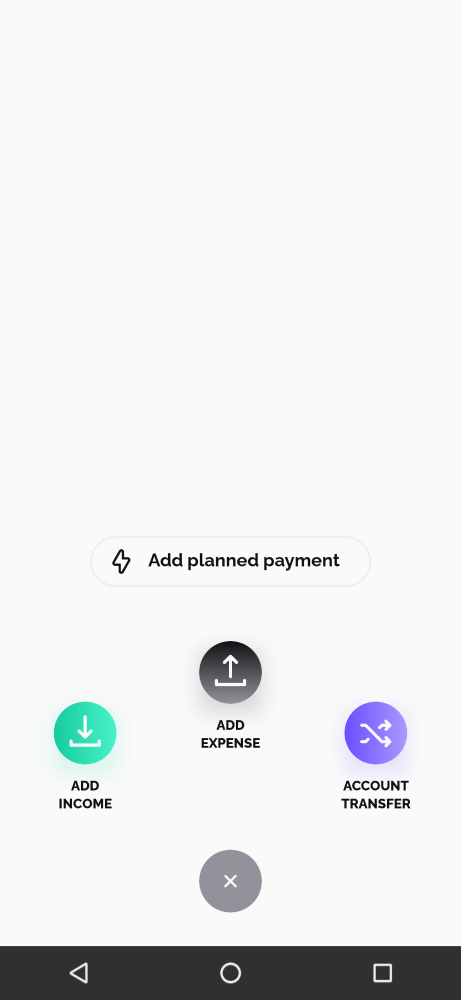 Add planned payment
ADD
EXPENSE
ADD
INCOME
ACCOUNT
TRANSFER